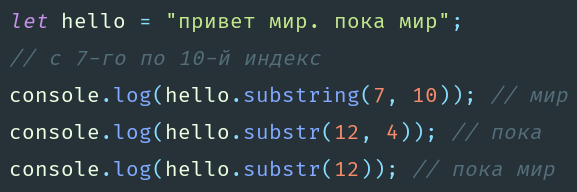 let hello = "привет мир. пока мир";
// с 7-го по 10-й индекс
console.log(hello.substring(7, 10)); // мир
console.log(hello.substr(12, 4)); // пока
console.log(hello.substr(12)); // пока мир